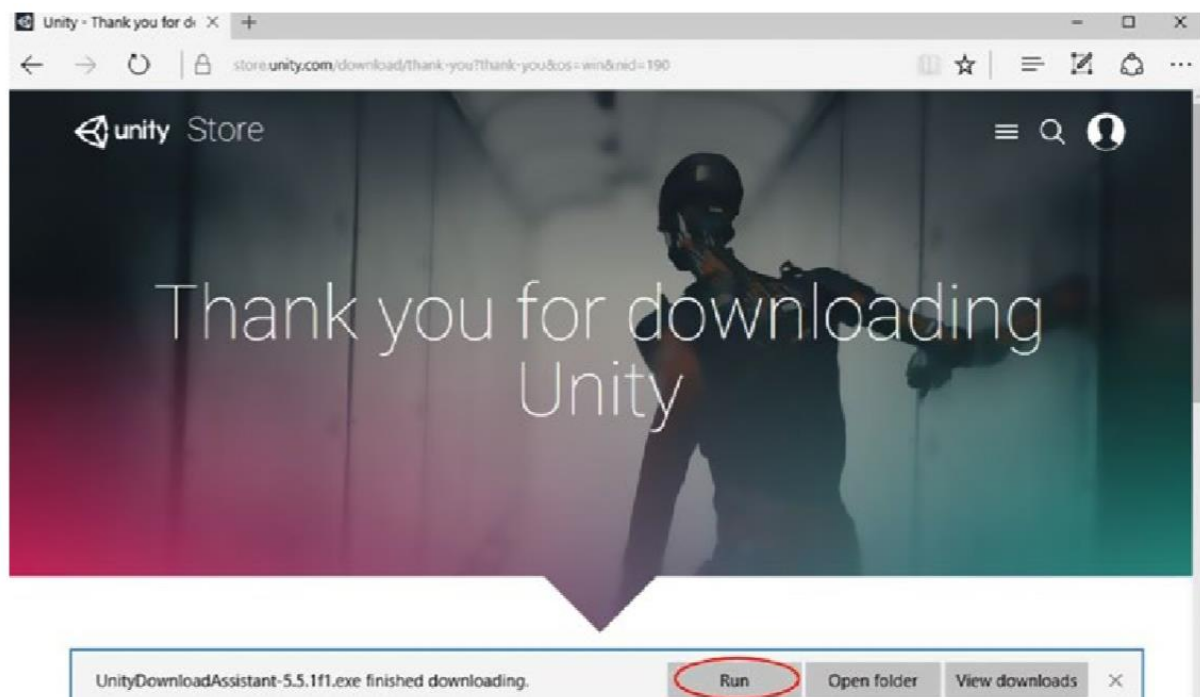 Unity - Thank you for d
store.unity.com/download/thank-you?thank-you&os=win&nid=190
unity Store
Thank you for downloading
Unity
UnityDownloadAssistant-5.5.1f1.exe finished downloading.
Run
Open folder
View downloads